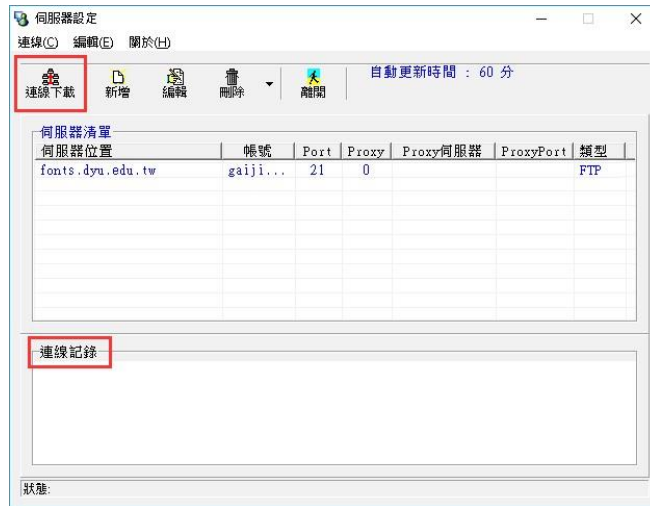 伺服器設定
連線(C) 編輯(E) 關於(H)
連線下載 新增 編輯 刪除 離開 自動更新時間 : 60 分
伺服器清單
伺服器位置 帳號 Port Proxy Proxy伺服器 ProxyPort 類型
fonts.dyu.edu.tw gaiji... 21 0 FTP
連線記錄
狀態: